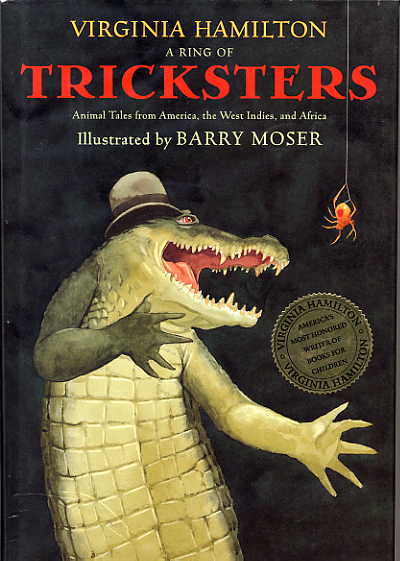 VIRGINIA HAMILTON
A RING OF
TRICKSTERS
Animal Tales from America, the West Indies, and Africa
Illustrated by BARRY MOSER
VIRGINIA HAMILTON
AMERICA'S
MOST HONORED
WRITER OF
BOOKS FOR
CHILDREN
VIRGINIA HAMILTON